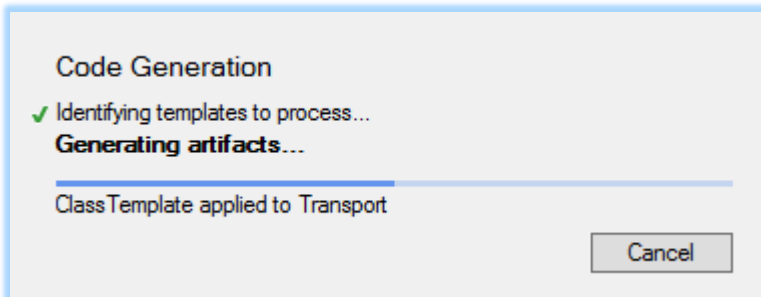 Code Generation
Identifying templates to process...
Generating artifacts...
ClassTemplate applied to Transport
Cancel